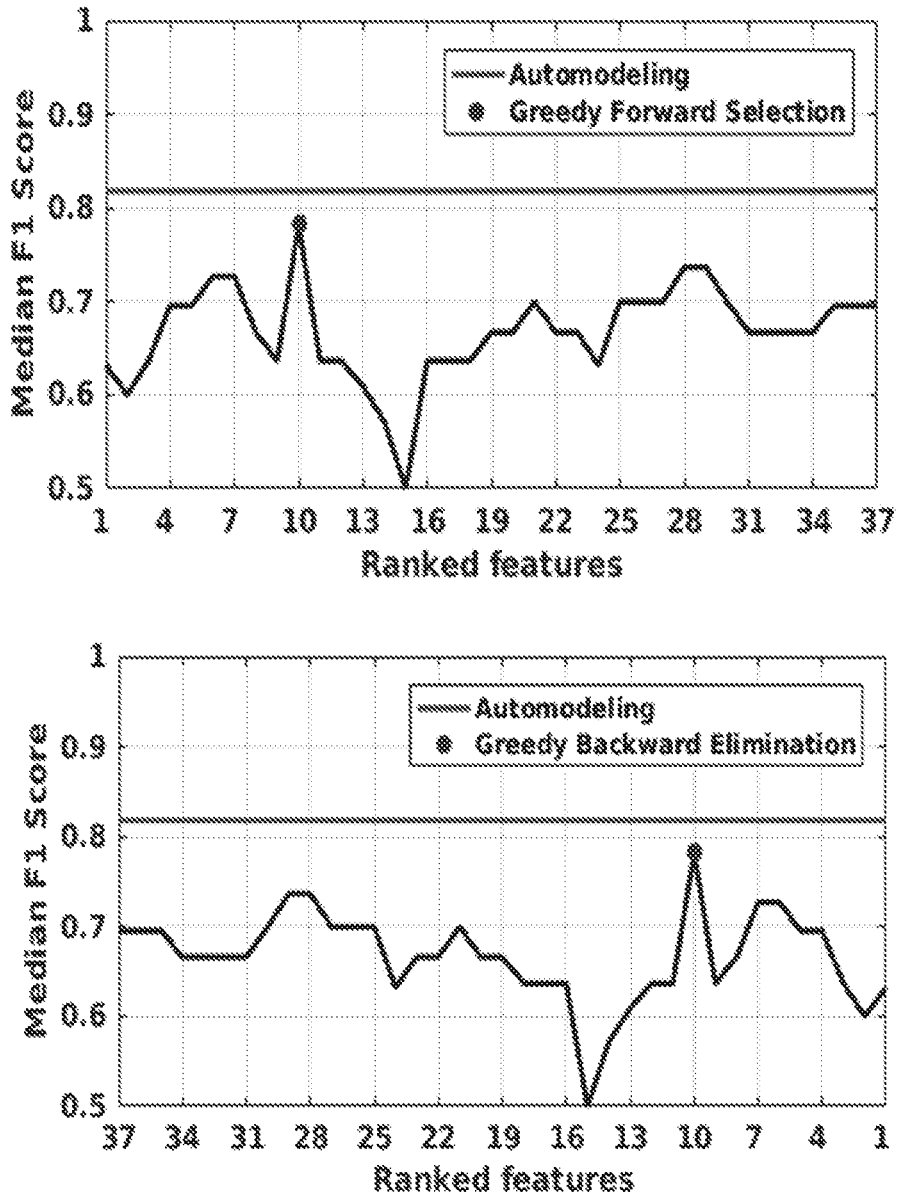 1
0.9
0.8
0.7
0.6
0.5
Median F1 Score
Automodeling
Greedy Forward Selection
1 4 7 10 13 16 19 22 25 28 31 34 37
Ranked features
1
0.9
0.8
0.7
0.6
0.5
Median F1 Score
Automodeling
Greedy Backward Elimination
37 34 31 28 25 22 19 16 13 10 7 4 1
Ranked features